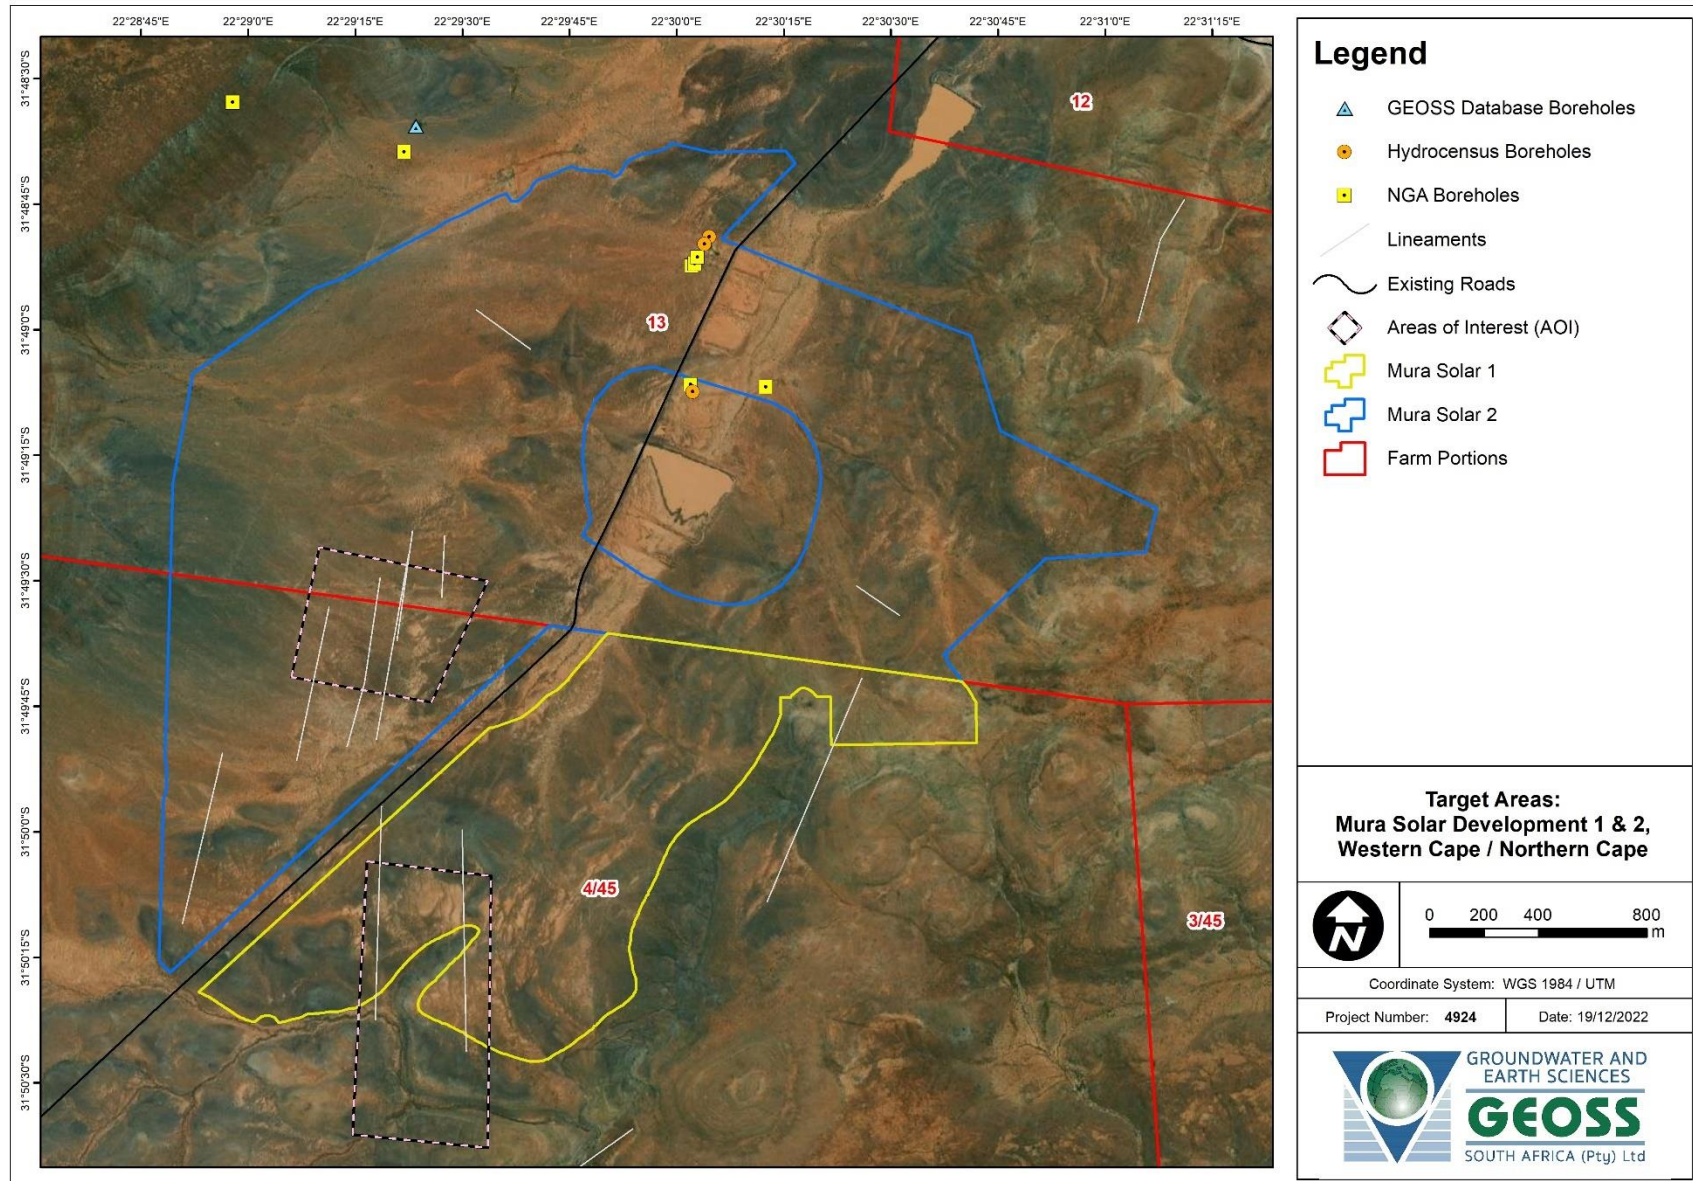 22°28'45"E
22°29'0"E
22°29'15"E
22°29'30"E
22°29'45"E
22°30'0"E
22°30'15"E
22°30'30"E
22°30'45"E
22°31'0"E
22°31'15"E
31°48'30"S
31°48'45"S
31°49'0"S
31°49'15"S
31°49'30"S
31°49'45"S
31°50'0"S
31°50'15"S
31°50'30"S
12
13
4/45
3/45
Legend
GEOSS Database Boreholes
Hydrocensus Boreholes
NGA Boreholes
Lineaments
Existing Roads
Areas of Interest (AOI)
Mura Solar 1
Mura Solar 2
Farm Portions
Target Areas:
Mura Solar Development 1 & 2,
Western Cape / Northern Cape
N
0 200 400 800
m
Coordinate System: WGS 1984 / UTM
Project Number: 4924
Date: 19/12/2022
GROUNDWATER AND
EARTH SCIENCES
GEOSS
SOUTH AFRICA (Pty) Ltd